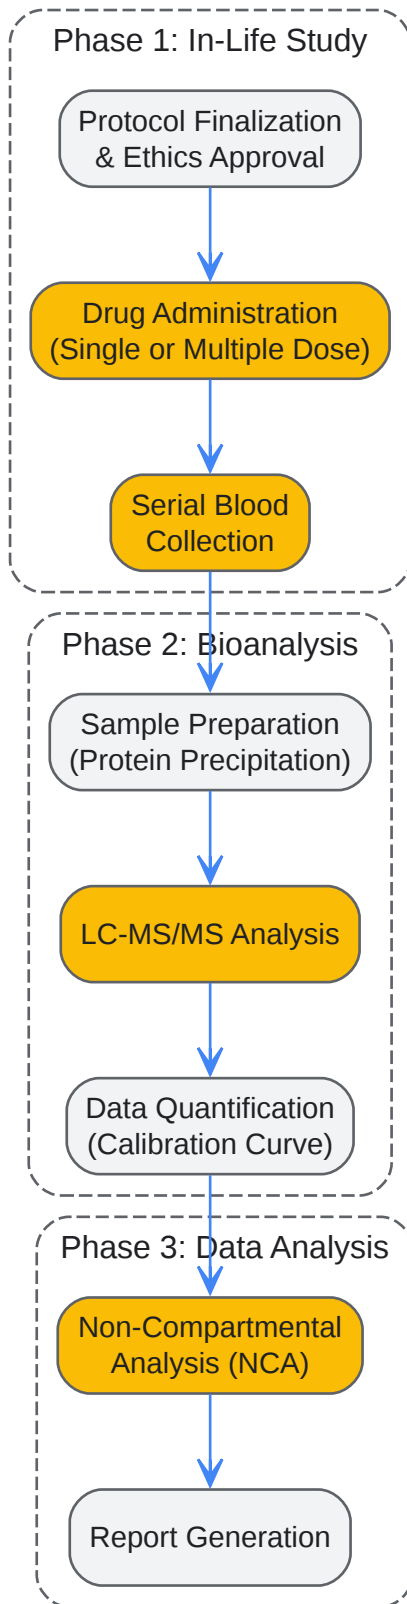 Phase 1: In-Life Study
Protocol Finalization
& Ethics Approval
Drug Administration
(Single or Multiple Dose)
Serial Blood
Collection
Phase 2: Bioanalysis
Sample Preparation
(Protein Precipitation)
LC-MS/MS Analysis
Data Quantification
(Calibration Curve)
Phase 3: Data Analysis
Non-Compartmental
Analysis (NCA)
Report Generation